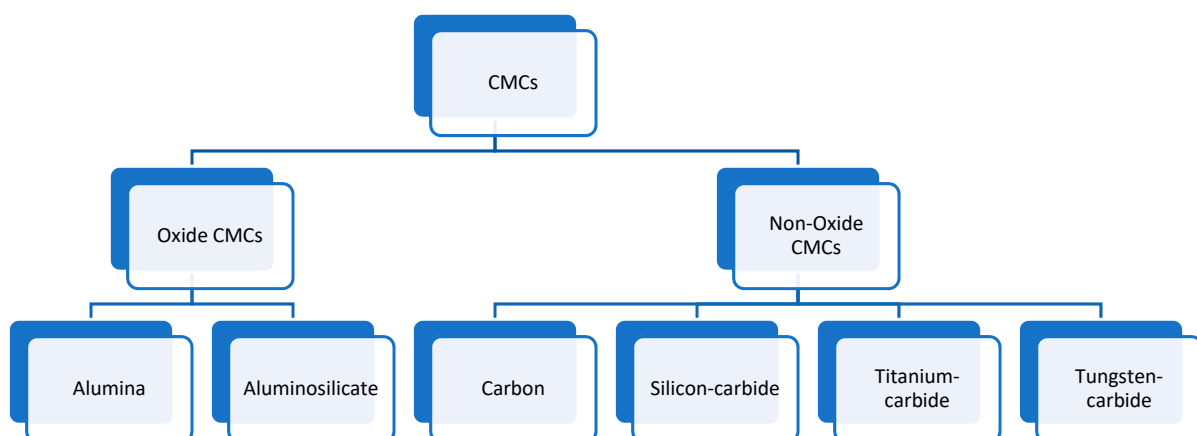 CMCs
Oxide CMCs
Non-Oxide
CMCs
Alumina
Aluminosilicate
Carbon
Silicon-carbide
Titanium-
carbide
Tungsten-
carbide